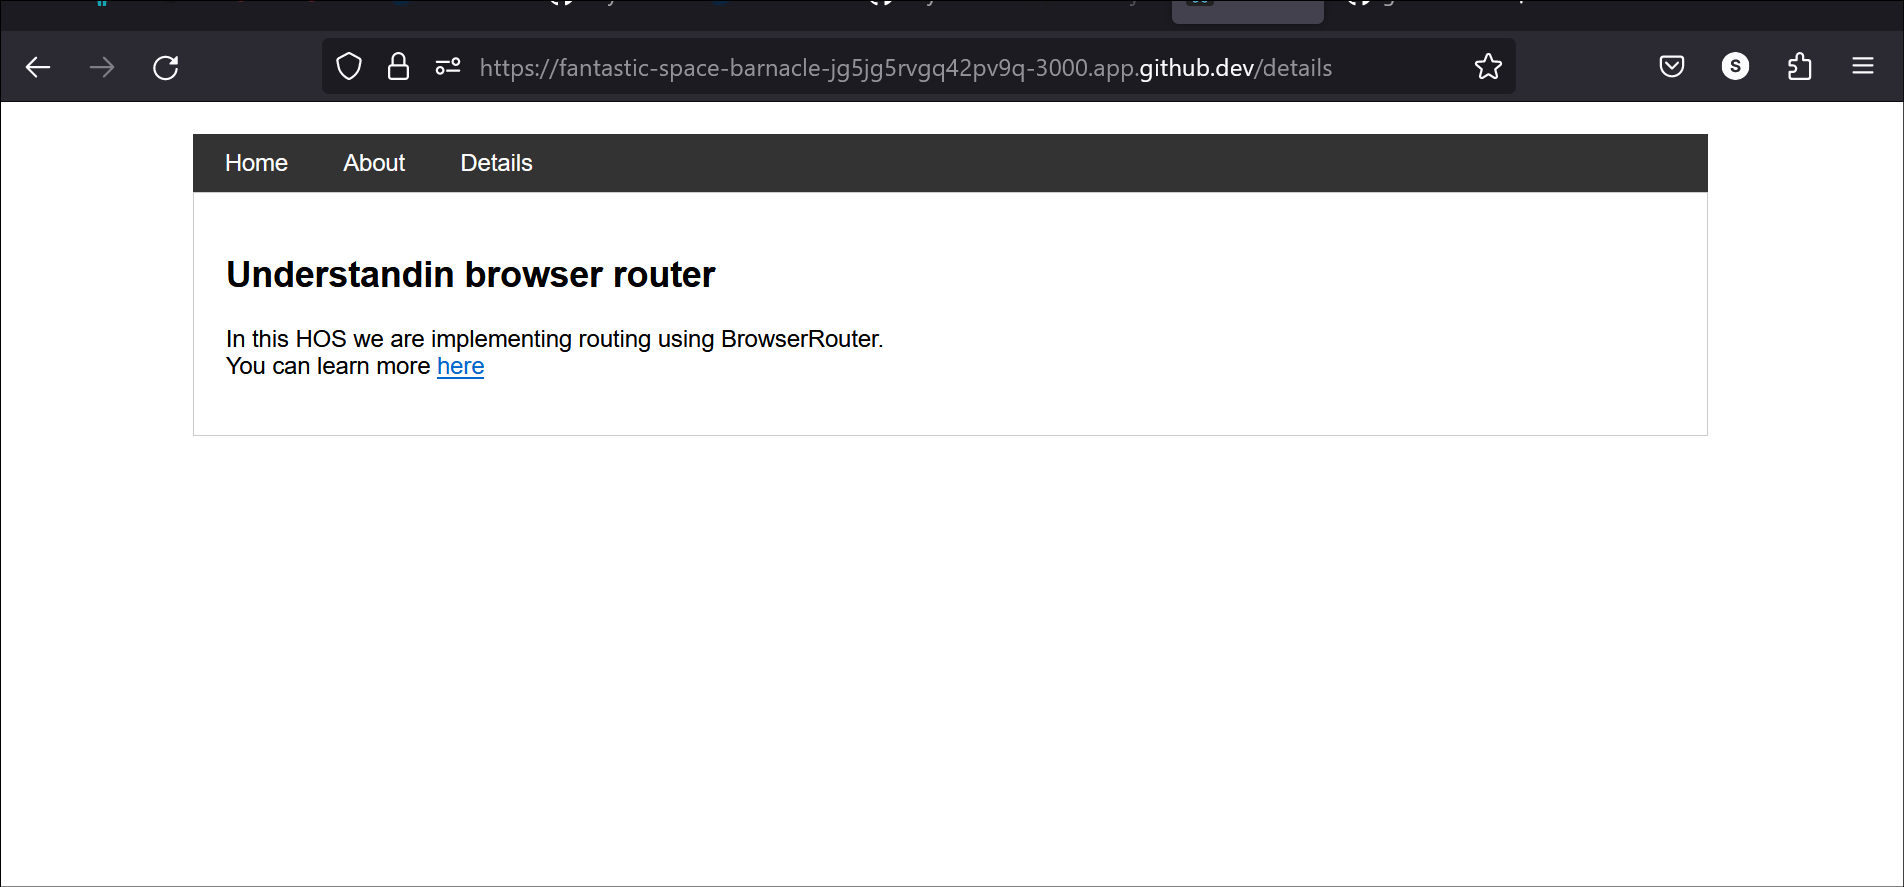 https://fantastic-space-barnacle-jg5jg5rvgq42pv9q-3000.app.github.dev/details
S
Home About Details
Understandin browser router
In this HOS we are implementing routing using BrowserRouter.
You can learn more here